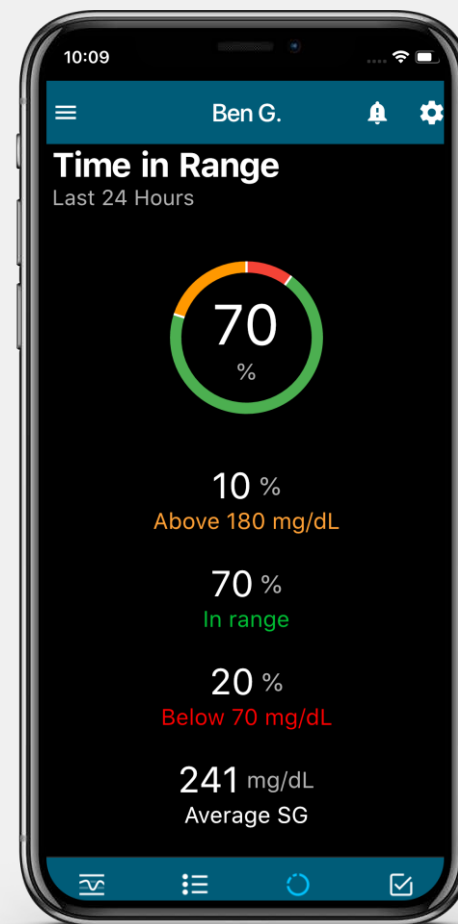 10:09
Ben G.
Time in Range
Last 24 Hours
70
%
10 %
Above 180 mg/dL
70 %
In range
20 %
Below 70 mg/dL
241 mg/dL
Average SG